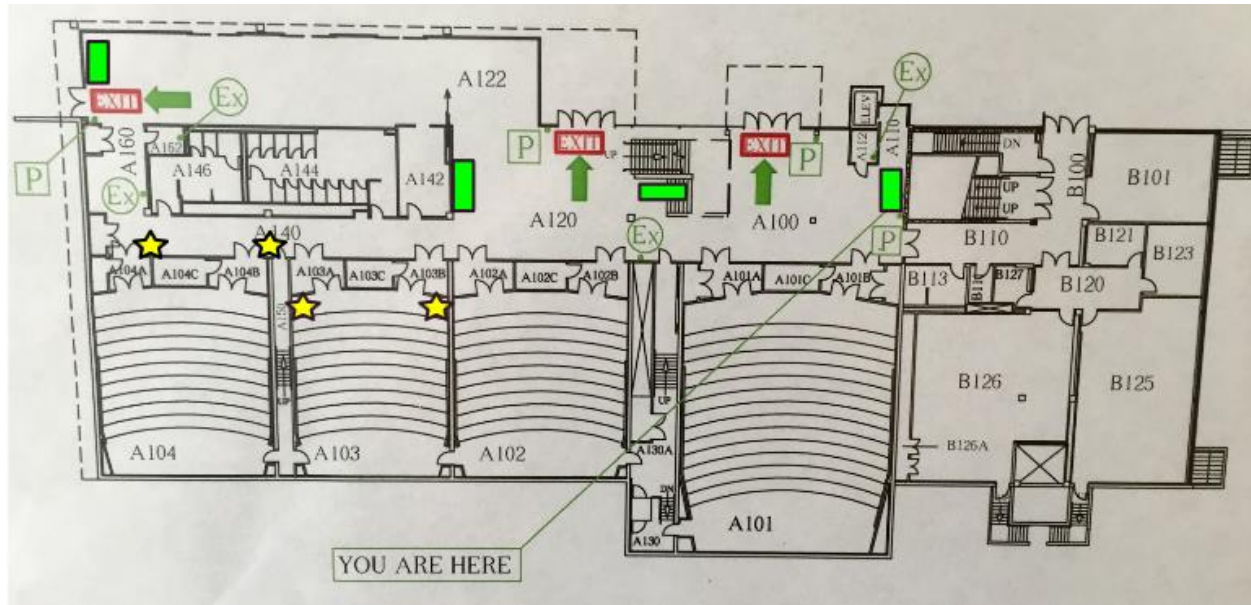 A122
Ex
ELEV
EXIT
Ex
P
EXIT
EXIT
P
A110
A112
UP
DN
A160
A162
A146
A144
A142
P
B100
B101
UP
UP
Ex
A120
A100
Ex
P
B110
B121
B123
A140
A104A
A104C
A104B
A103A
A103C
A103B
A102A
A102C
A102B
A101A
A101C
A101B
B113
B127
B120
A150
UP
UP
B126
B125
A104
A103
A102
A130A
B126A
DN
A101
A130
YOU ARE HERE